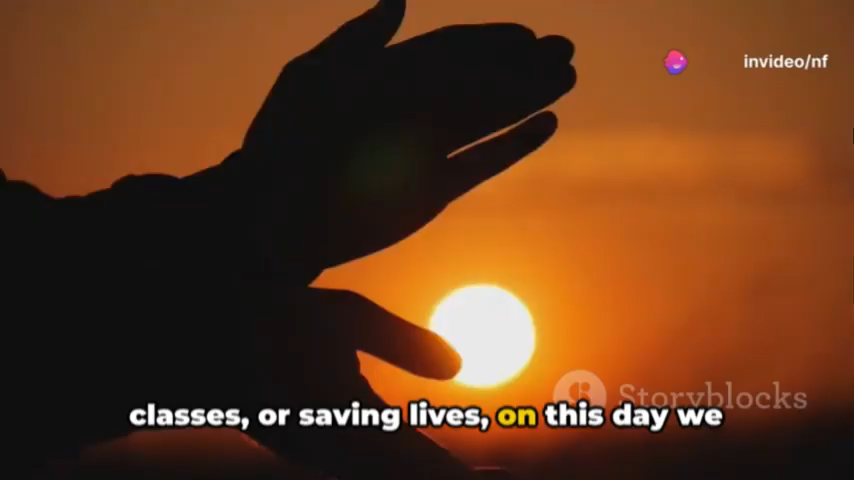 invideo/nf
Storyblocks
classes, or saving lives, on this day we